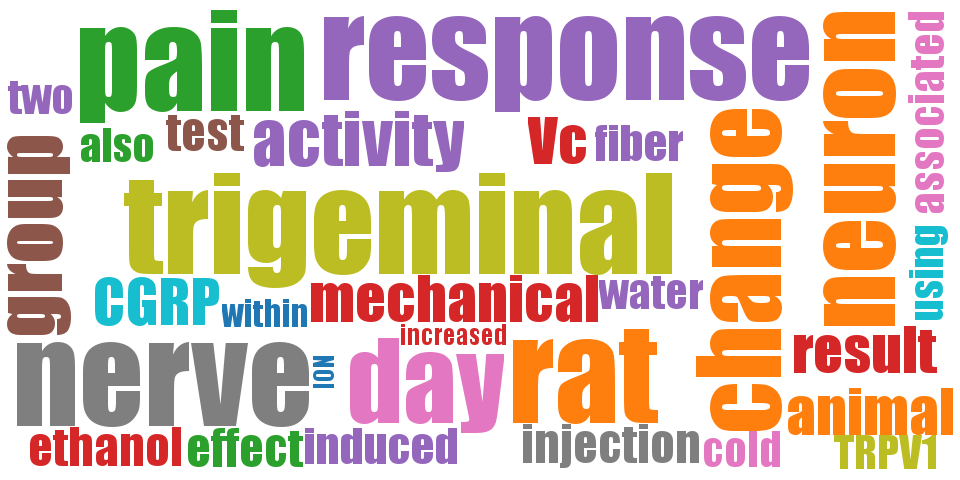 pain
response
neuron
associated
two
also
test
activity
Vc
fiber
change
group
trigeminal
using
CGRP
within
mechanical
water
increased
nerve
ION
day
rat
result
animal
ethanol
effect
induced
injection
cold
TRPV1